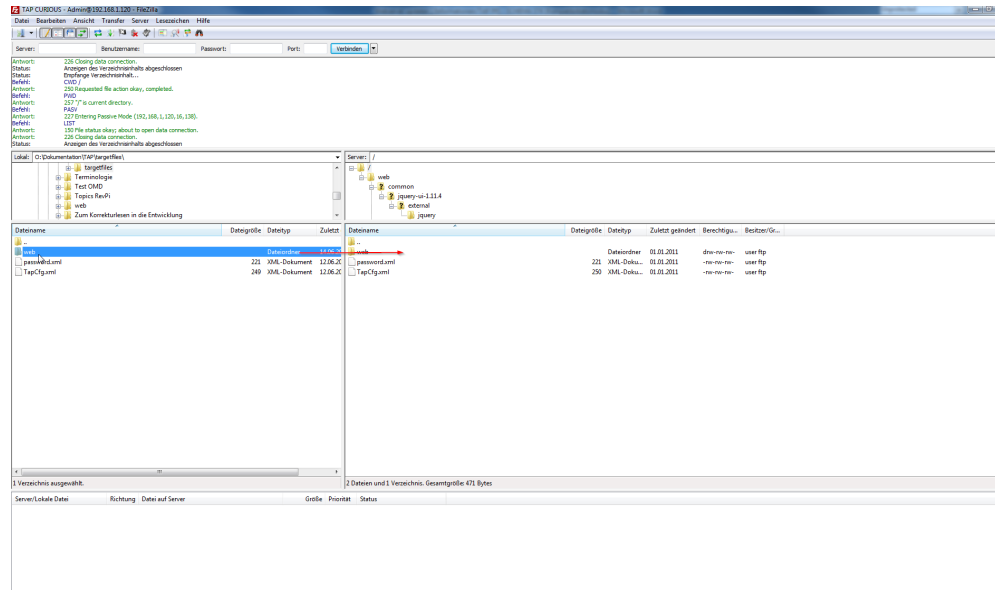 TAP CURIOUS - Admin@192.168.1.120 - FileZilla
Datei Bearbeiten Ansicht Transfer Server Lesezeichen Hilfe
Server: Benutzername: Passwort: Port: Verbinden
Antwort: 226 Closing data connection.
Status: Anzeigen des Verzeichnisinhalts abgeschlossen
Status: Empfange Verzeichnisinhalt...
Befehl: CWD /
Antwort: 250 Requested file action okay, completed.
Befehl: PWD
Antwort: 257 "/" is current directory.
Befehl: PASV
Antwort: 227 Entering Passive Mode (192,168,1,120,16,138).
Befehl: LIST
Antwort: 150 File status okay; about to open data connection.
Antwort: 226 Closing data connection.
Status: Anzeigen des Verzeichnisinhalts abgeschlossen
Lokal: O:\Dokumentation\TAP\targetfiles\
targetfiles
Terminologie
Test OMD
Topics RevPi
web
Zum Korrekturlesen in die Entwicklung
Server: /
/
web
common
jquery-ui-1.11.4
external
jquery
Dateiname Dateigröße Dateityp Zuletzt
..
web Dateiordner 14.06.20
password.xml 221 XML-Dokument 12.06.20
TapCfg.xml 249 XML-Dokument 12.06.20
1 Verzeichnis ausgewählt.
Dateiname Dateigröße Dateityp Zuletzt geändert Berechtigu... Besitzer/Gr...
..
web Dateiordner 01.01.2011 drw-rw-rw- user ftp
password.xml 221 XML-Doku... 01.01.2011 -rw-rw-rw- user ftp
TapCfg.xml 250 XML-Doku... 01.01.2011 -rw-rw-rw- user ftp
2 Dateien und 1 Verzeichnis. Gesamtgröße: 471 Bytes
Server/Lokale Datei Richtung Datei auf Server Größe Priorität Status